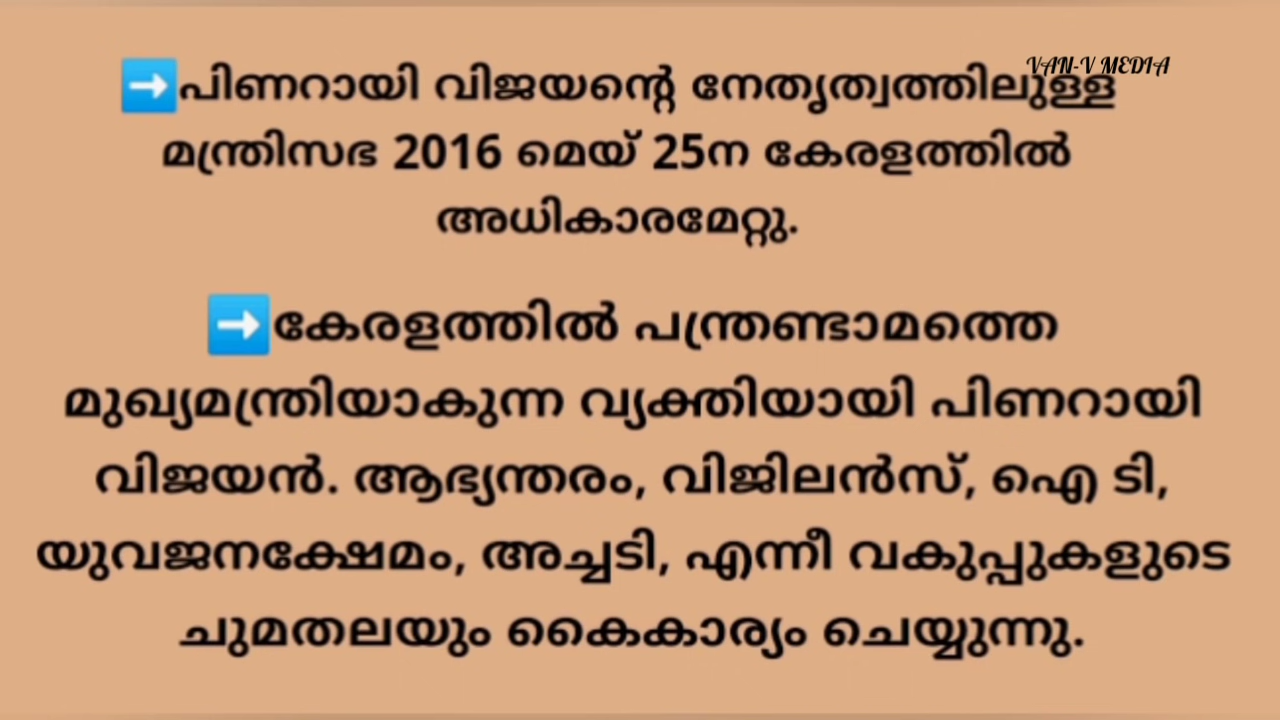 VAN-V MEDIA
➡️പിണറായി വിജയന്റെ നേതൃത്വത്തിലുള്ള
മന്ത്രിസഭ 2016 മെയ് 25ന കേരളത്തിൽ
അധികാരമേറ്റു.
➡️കേരളത്തിൽ പന്ത്രണ്ടാമത്തെ
മുഖ്യമന്ത്രിയാകുന്ന വ്യക്തിയായി പിണറായി
വിജയൻ. ആഭ്യന്തരം, വിജിലൻസ്, ഐ ടി,
യുവജനക്ഷേമം, അച്ചടി, എന്നീ വകുപ്പുകളുടെ
ചുമതലയും കൈകാര്യം ചെയ്യുന്നു.